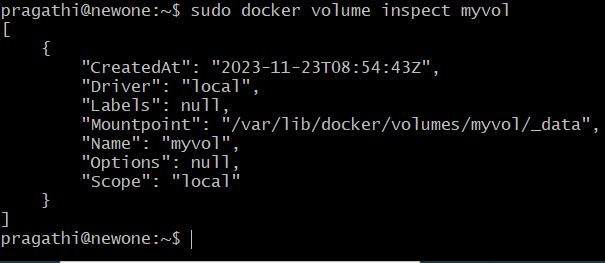 pragathi@newone:~$ sudo docker volume inspect myvol
[
    {
        "CreatedAt": "2023-11-23T08:54:43Z",
        "Driver": "local",
        "Labels": null,
        "Mountpoint": "/var/lib/docker/volumes/myvol/_data",
        "Name": "myvol",
        "Options": null,
        "Scope": "local"
    }
]
pragathi@newone:~$